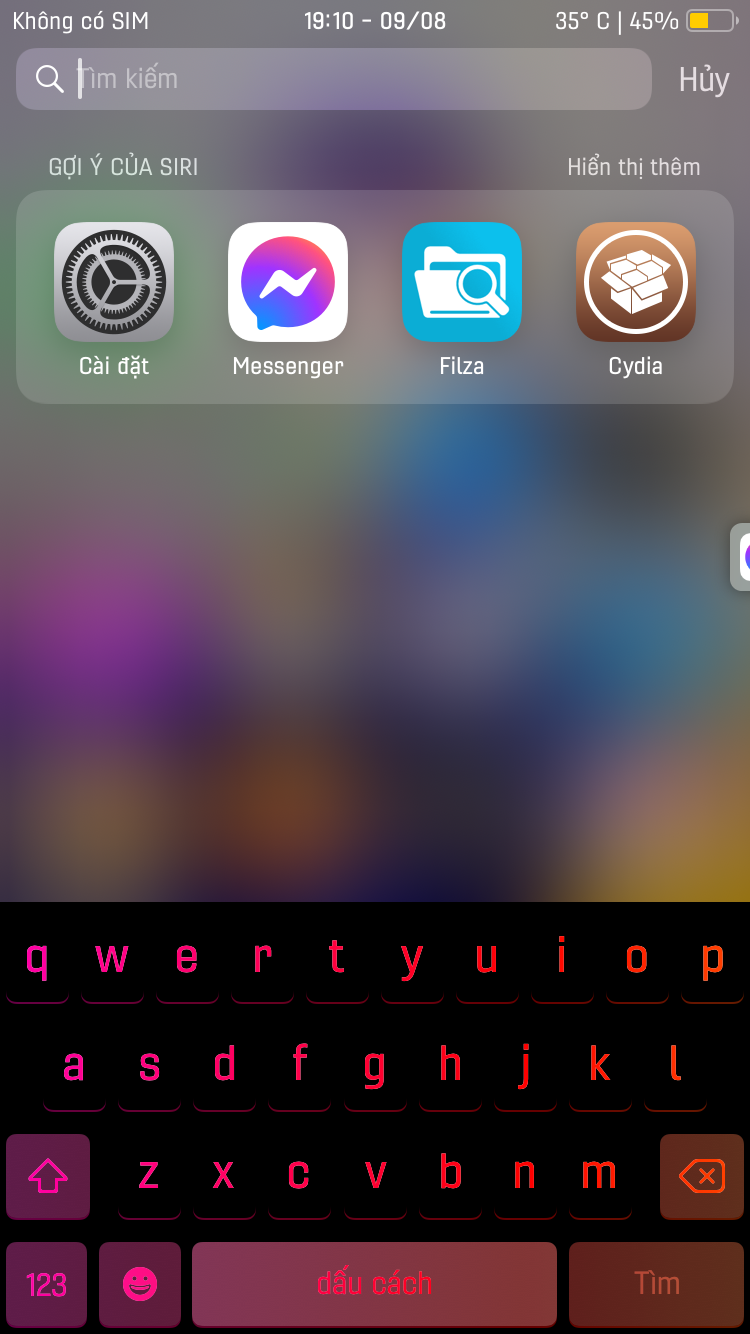 Không có SIM 19:10 - 09/08 35° C | 45%
Tìm kiếm Hủy
GỢI Ý CỦA SIRI Hiển thị thêm
Cài đặt Messenger Filza Cydia
q w e r t y u i o p
a s d f g h j k l
z x c v b n m
123 dấu cách Tìm